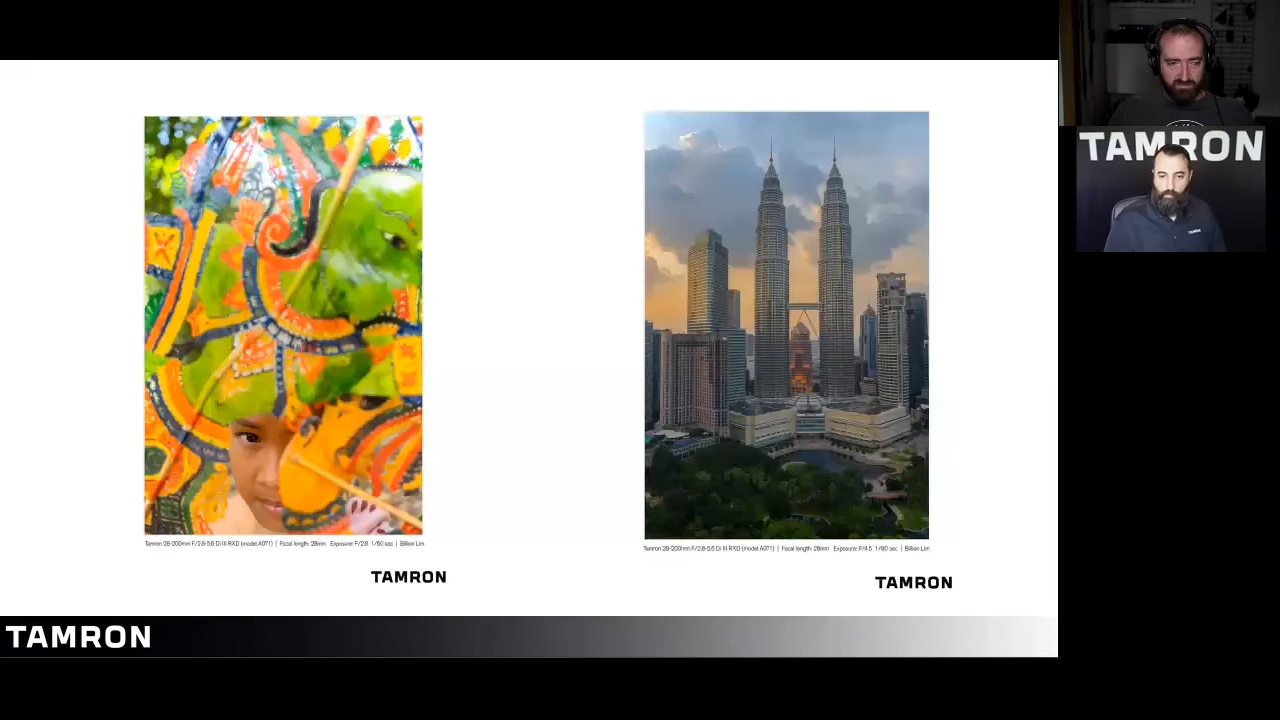 TAMRON
Tamron 28-200mm F/2.8-5.6 Di III RXD (model A071) | Focal length: 28mm Exposure: F/2.8 1/60 sec | Billion Lim
Tamron 28-200mm F/2.8-5.6 Di III RXD (model A071) | Focal length: 28mm Exposure: F/4.5 1/80 sec | Billion Lim
TAMRON
TAMRON
TAMRON